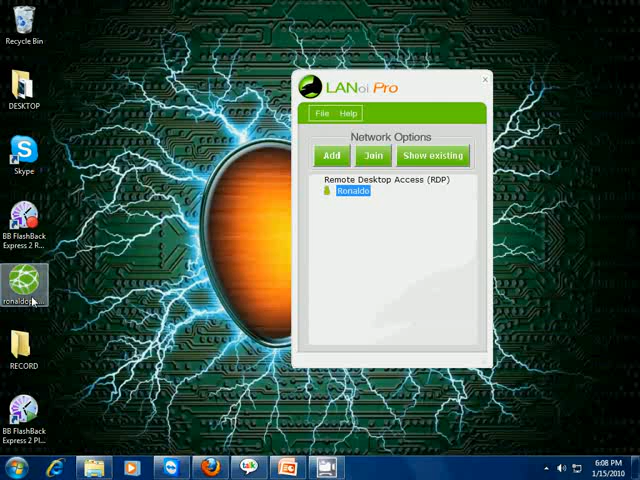 Recycle Bin
DESKTOP
Skype
BB FlashBack
Express 2 R...
RECORD
BB FlashBack
Express 2 Pl...
LANoi Pro
File Help
Network Options
Add Join Show existing
Remote Desktop Access (RDP)
Ronaldo
talk
6:08 PM
1/15/2010